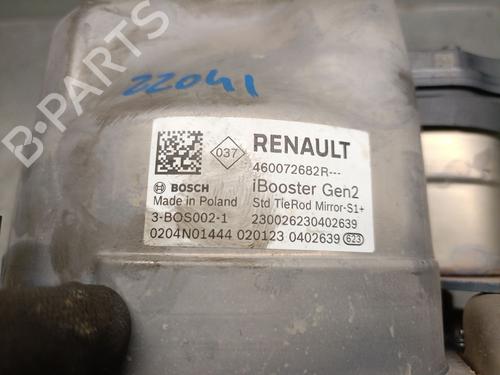 22041
B-PARTS
037 RENAULT
460072682R---
BOSCH iBooster Gen2
Made in Poland Std TieRod Mirror-S1+
3-BOS002-1 230026230402639
0204N01444 020123 0402639 623